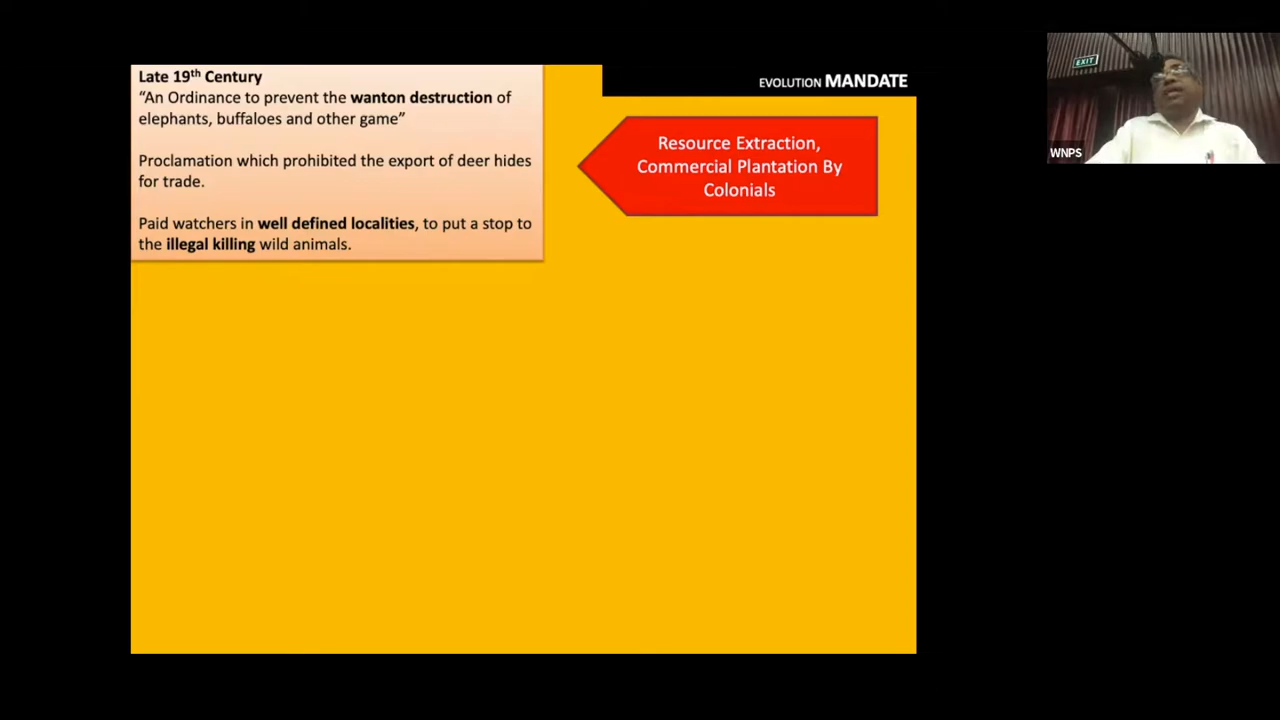 Late 19th Century
“An Ordinance to prevent the wanton destruction of
elephants, buffaloes and other game”
Proclamation which prohibited the export of deer hides
for trade.
Paid watchers in well defined localities, to put a stop to
the illegal killing wild animals.
EVOLUTION MANDATE
Resource Extraction,
Commercial Plantation By
Colonials
EXIT
WNPS